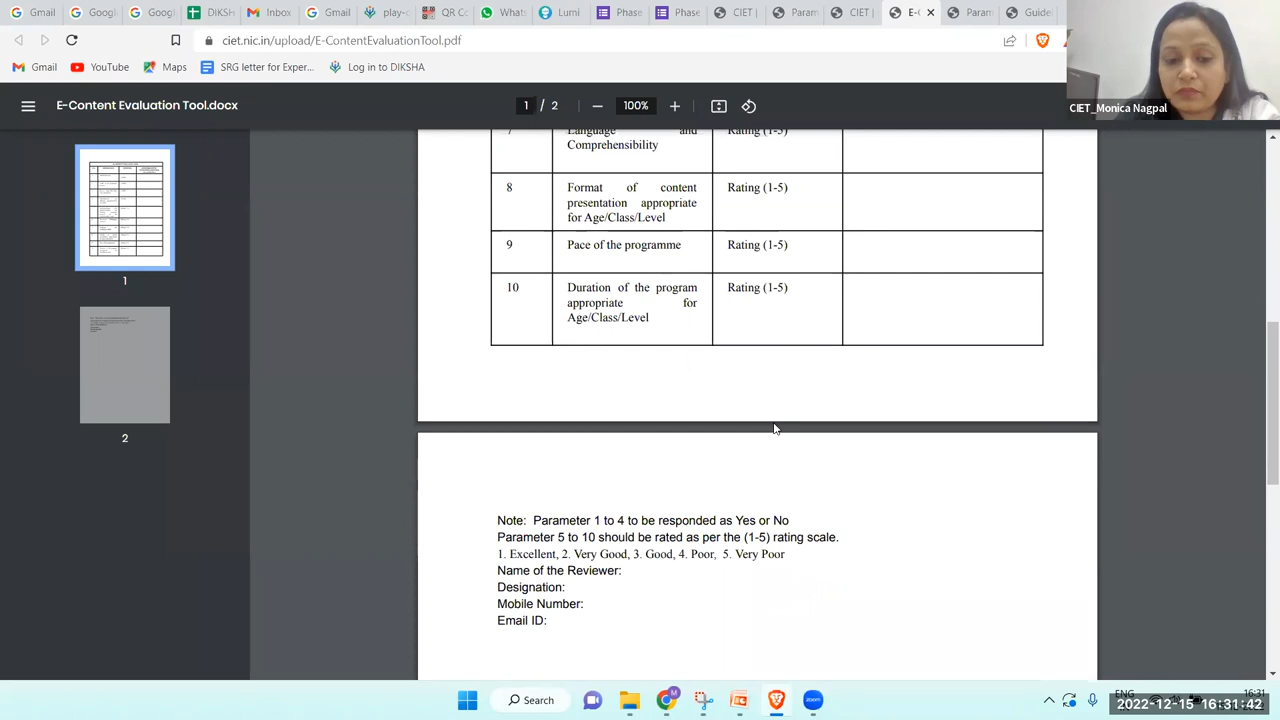 Gmail
Googl
Googl
DIKSH
Inbox
Gmail
play-c
QR Co
Whats
Lumi
Phase
Phase
CIET |
Param
CIET |
E-C
Param
Guide
ciet.nic.in/upload/E-ContentEvaluationTool.pdf
Gmail
YouTube
Maps
SRG letter for Exper...
Log in to DIKSHA
CIET_Monica Nagpal
E-Content Evaluation Tool.docx
1 / 2
100%
7 Language and Rating (1-5)
Comprehensibility
8 Format of content Rating (1-5)
presentation appropriate
for Age/Class/Level
9 Pace of the programme Rating (1-5)
10 Duration of the program Rating (1-5)
appropriate for
Age/Class/Level
1
2
Note: Parameter 1 to 4 to be responded as Yes or No
Parameter 5 to 10 should be rated as per the (1-5) rating scale.
1. Excellent, 2. Very Good, 3. Good, 4. Poor, 5. Very Poor
Name of the Reviewer:
Designation:
Mobile Number:
Email ID:
Search
zoom
ENG
16:31
2022-12-15 16:31:42